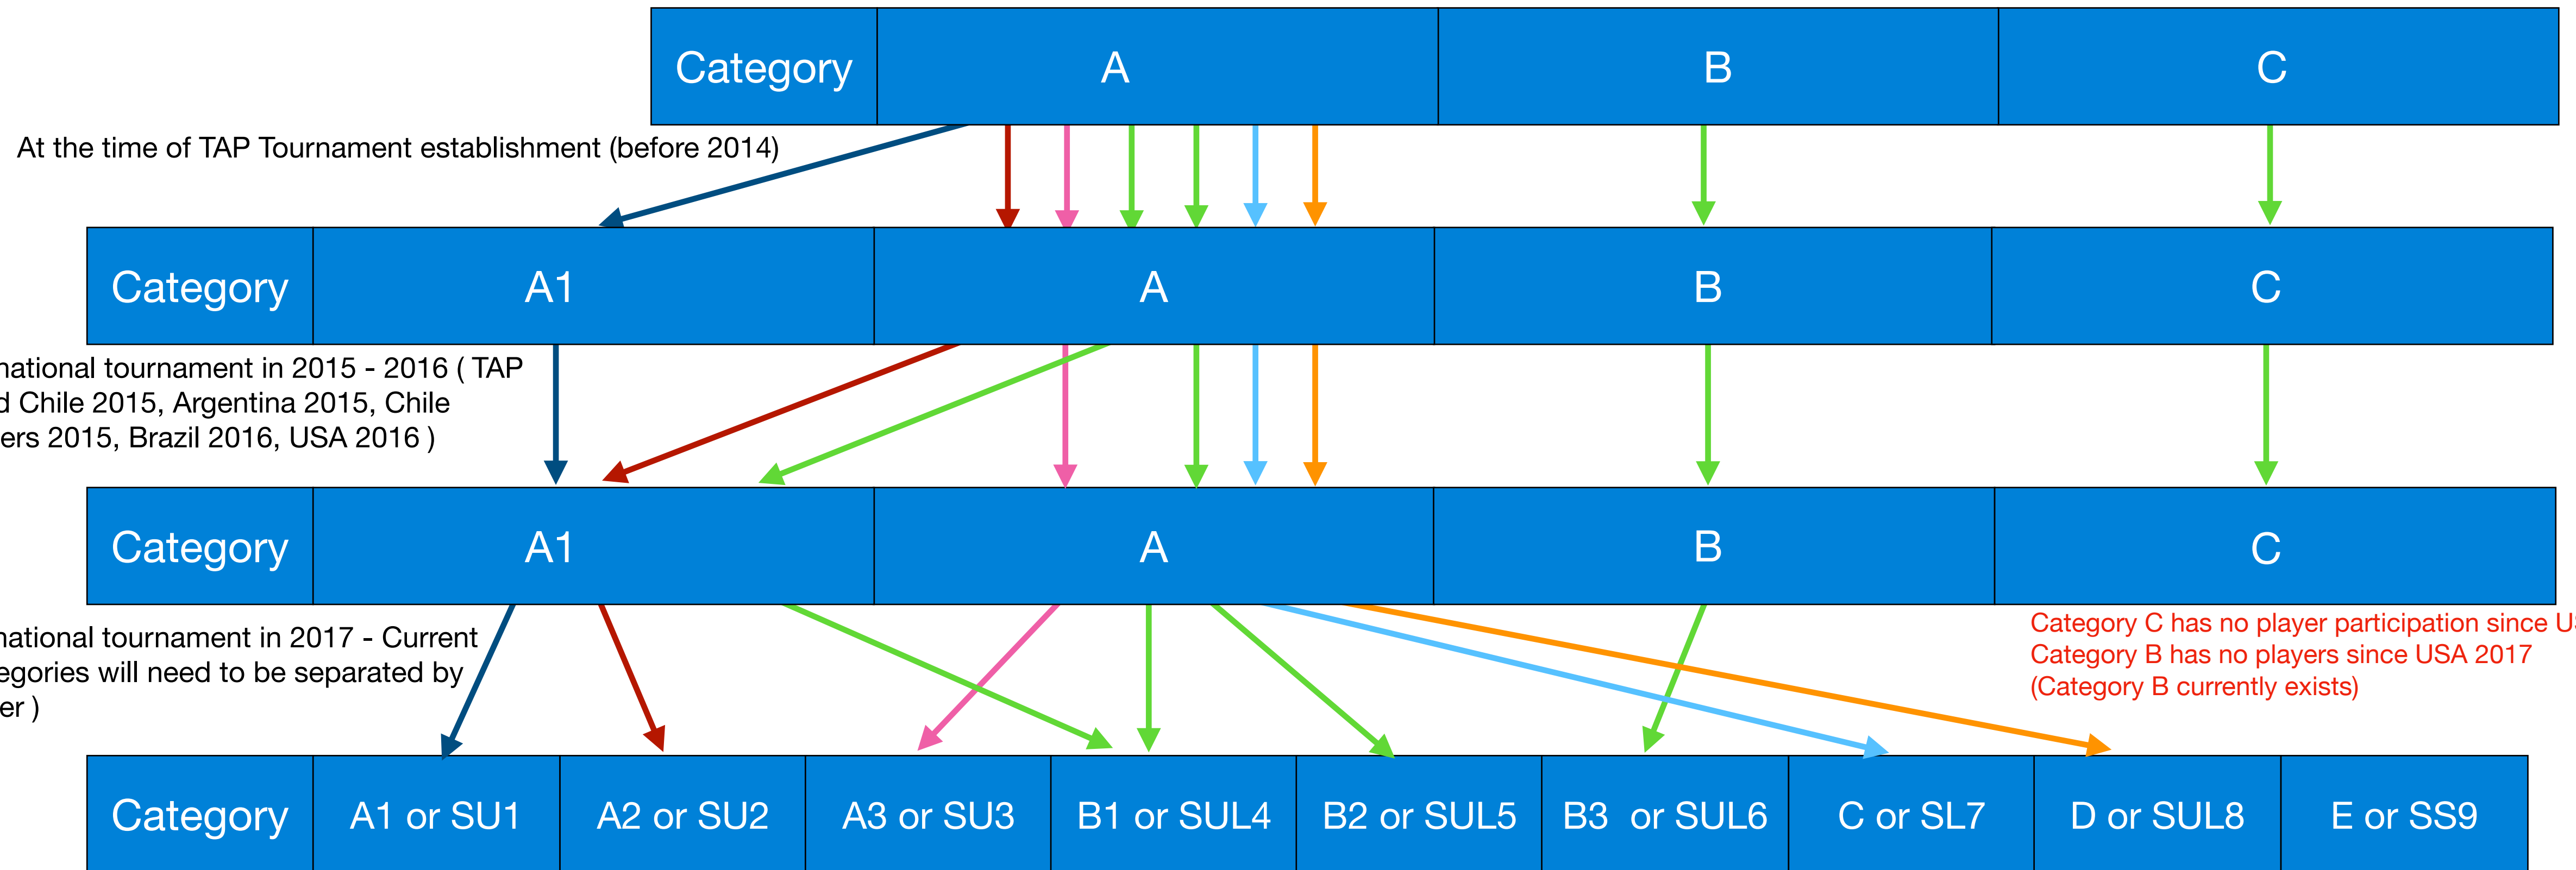 Category A B C
At the time of TAP Tournament establishment (before 2014)
Category A1 A B C
national tournament in 2015 - 2016 ( TAP
d Chile 2015, Argentina 2015, Chile
ers 2015, Brazil 2016, USA 2016 )
Category A1 A B C
national tournament in 2017 - Current
egories will need to be separated by
er )
Category C has no player participation since
Category B has no players since USA 2017
(Category B currently exists)
Category A1 or SU1 A2 or SU2 A3 or SU3 B1 or SUL4 B2 or SUL5 B3 or SUL6 C or SL7 D or SUL8 E or SS9